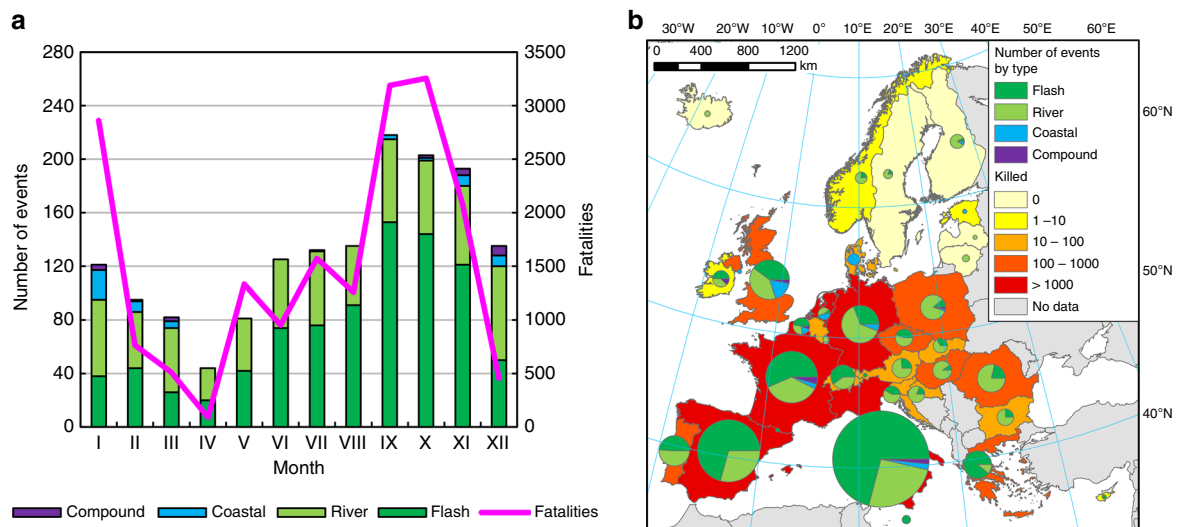 a
280
240
200
160
120
80
40
0
Number of events
3500
3000
2500
2000
1500
1000
500
0
Fatalities
I II III IV V VI VII VIII IX X XI XII
Month
Compound Coastal River Flash Fatalities
b
30°W 20°W 10°W 0° 10°E 20°E 30°E 40°E 60°E
0 400 800 1200
km
60°N
50°N
40°N
Number of events
by type
Flash
River
Coastal
Compound
Killed
0
1 –10
10 – 100
100 – 1000
> 1000
No data